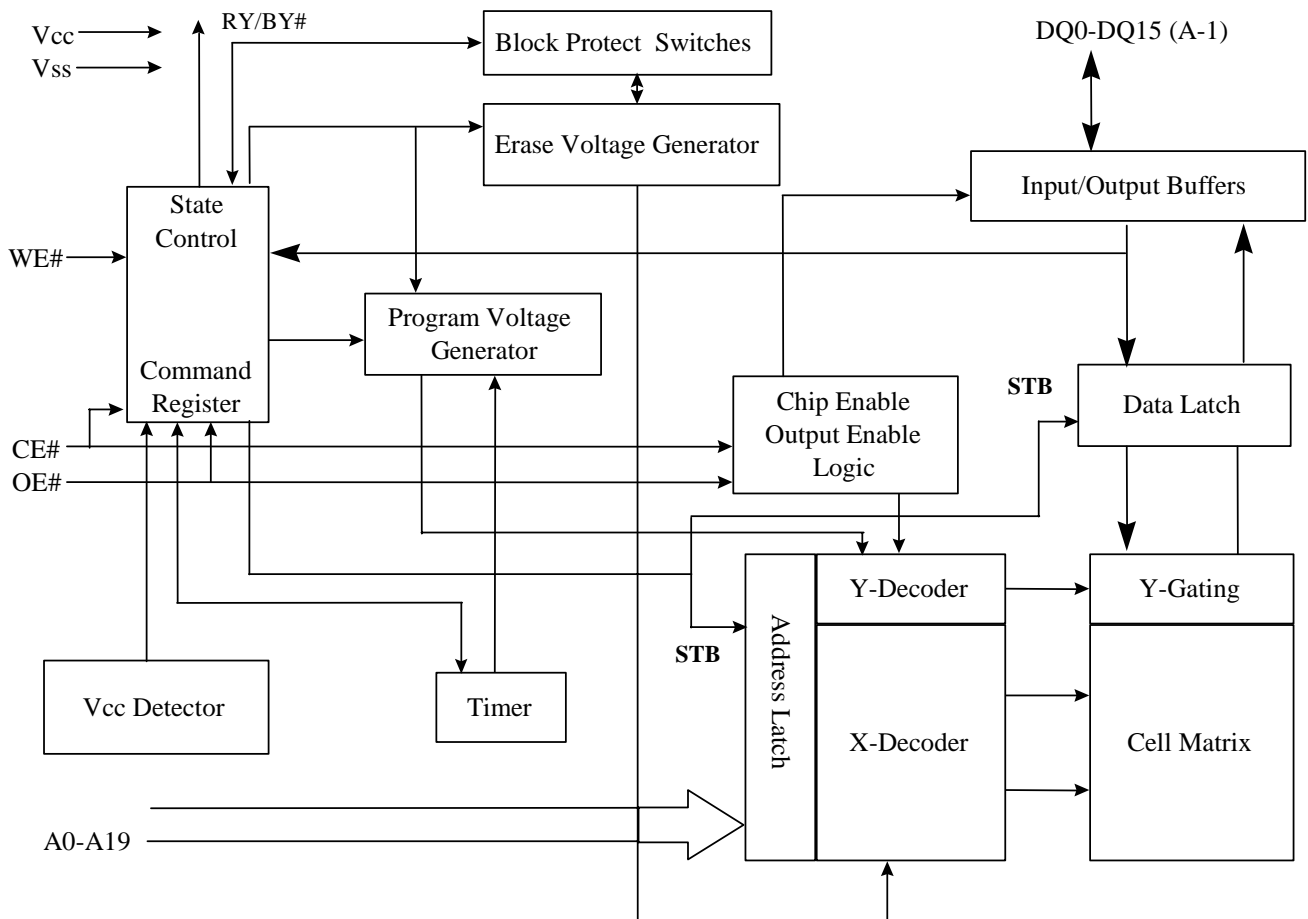 RY/BY#
Vcc
Vss
Block Protect Switches
DQ0-DQ15 (A-1)
Erase Voltage Generator
Input/Output Buffers
State
Control
WE#
Program Voltage
Generator
Command
Register
STB
Chip Enable
Output Enable
Logic
Data Latch
CE#
OE#
Address Latch
Y-Decoder
Y-Gating
STB
Vcc Detector
Timer
X-Decoder
Cell Matrix
A0-A19